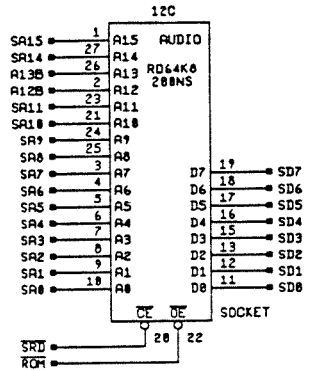 12C
SA15 1 A15 AUDIO
SA14 27 A14
A13B 26 A13 RD64K8
A12B 2 A12 200NS
SA11 23 A11
SA10 21 A10
SA9 24 A9
SA8 25 A8
SA7 3 A7 D7 19 SD7
SA6 4 A6 D6 18 SD6
SA5 5 A5 D5 17 SD5
SA4 6 A4 D4 16 SD4
SA3 7 A3 D3 15 SD3
SA2 8 A2 D2 13 SD2
SA1 9 A1 D1 12 SD1
SA0 10 A0 D0 11 SD0
CE OE SOCKET
SRD 20 22
ROM